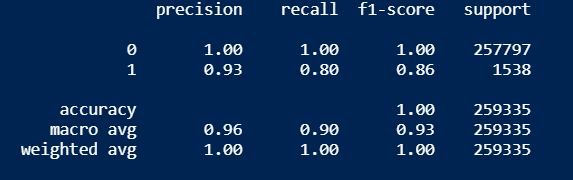 precision recall f1-score support
0 1.00 1.00 1.00 257797
1 0.93 0.80 0.86 1538
accuracy 1.00 259335
macro avg 0.96 0.90 0.93 259335
weighted avg 1.00 1.00 1.00 259335